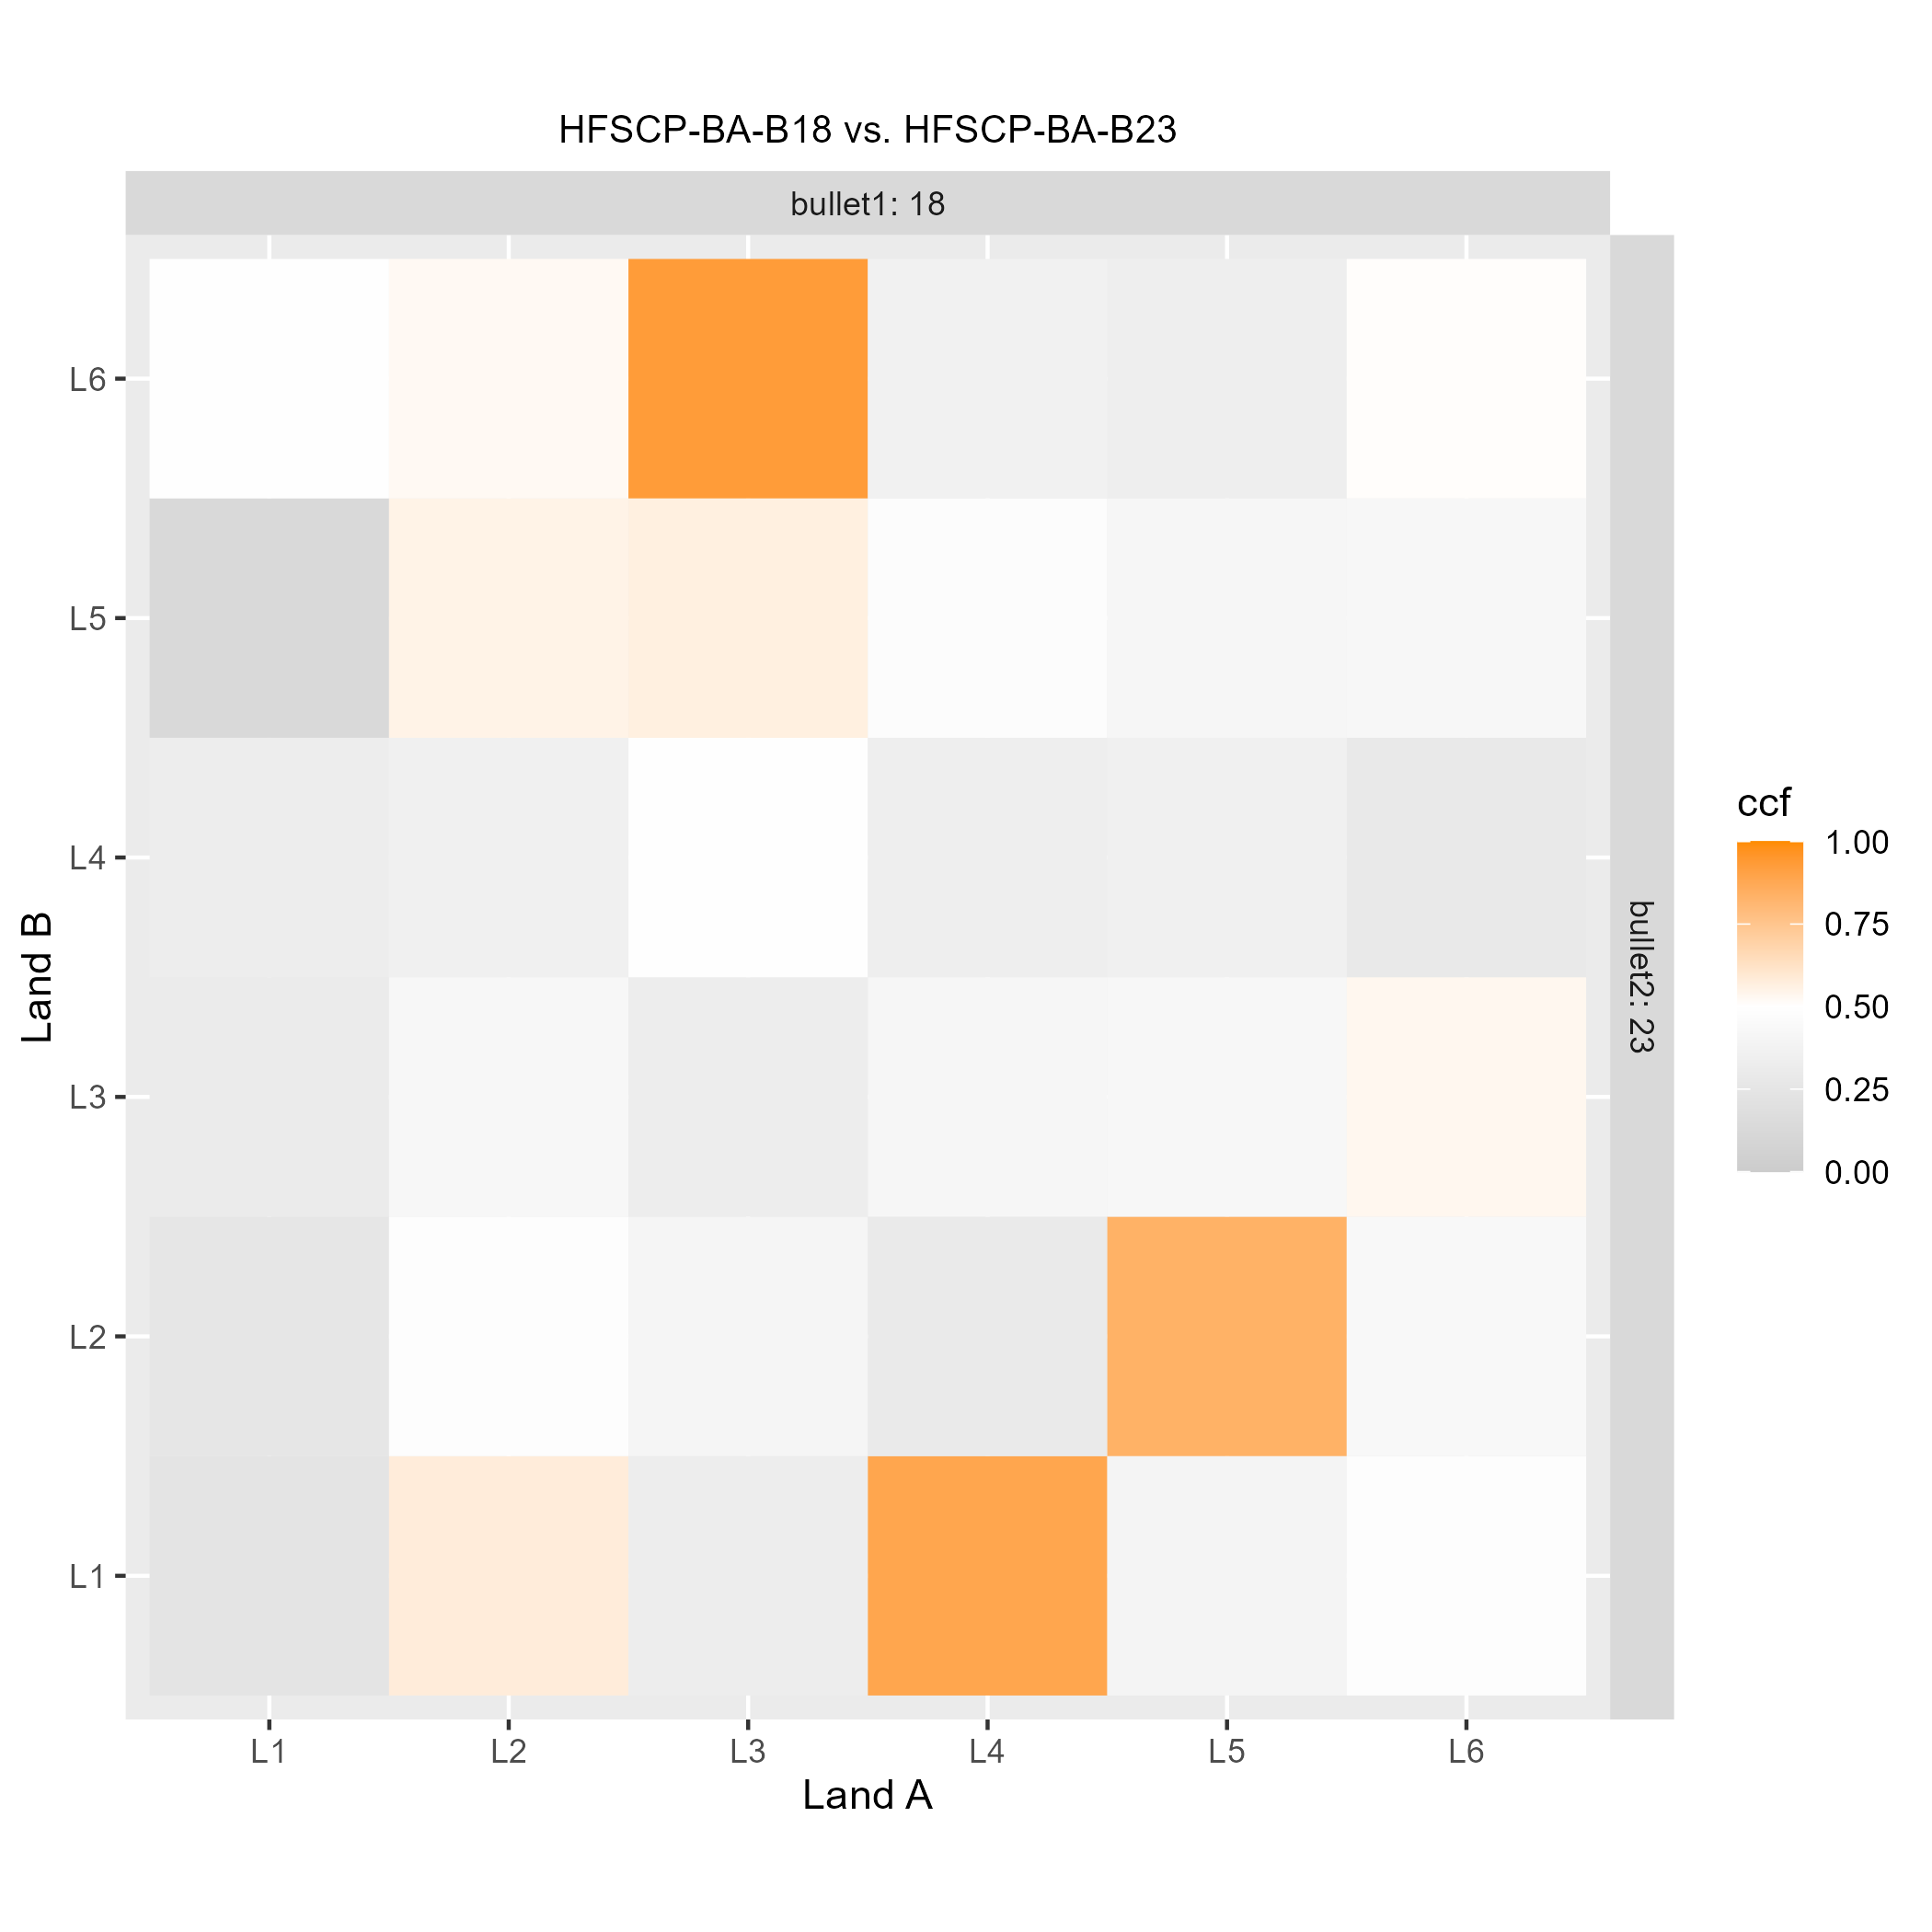 HFSCP-BA-B18 vs. HFSCP-BA-B23
bullet1: 18
L6
L5
L4
L3
L2
L1
Land B
bullet2: 23
L1 L2 L3 L4 L5 L6
Land A
ccf
1.00
0.75
0.50
0.25
0.00